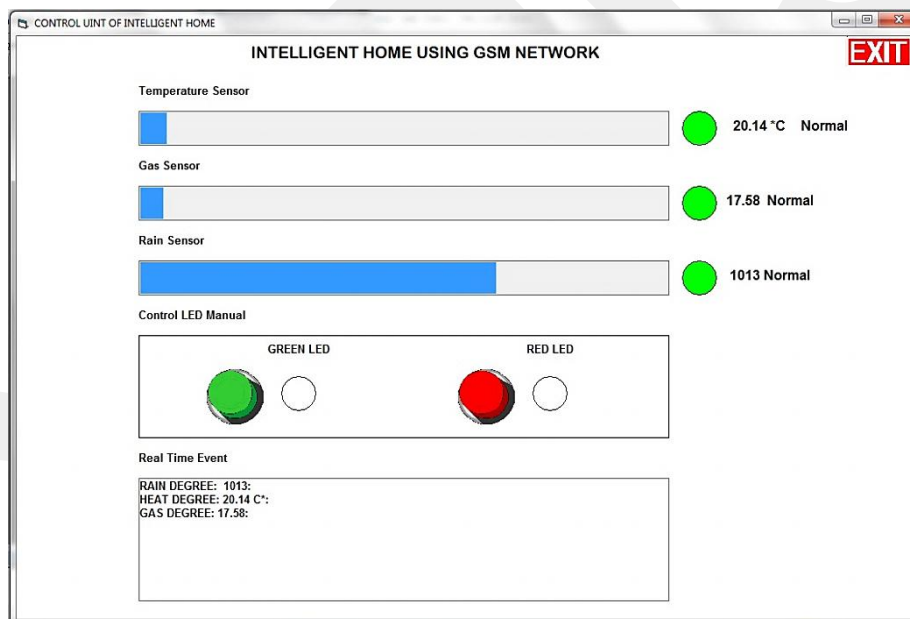 CONTROL UINT OF INTELLIGENT HOME
INTELLIGENT HOME USING GSM NETWORK
EXIT
Temperature Sensor
20.14 *C Normal
Gas Sensor
17.58 Normal
Rain Sensor
1013 Normal
Control LED Manual
GREEN LED RED LED
Real Time Event
RAIN DEGREE: 1013:
HEAT DEGREE: 20.14 C*:
GAS DEGREE: 17.58: